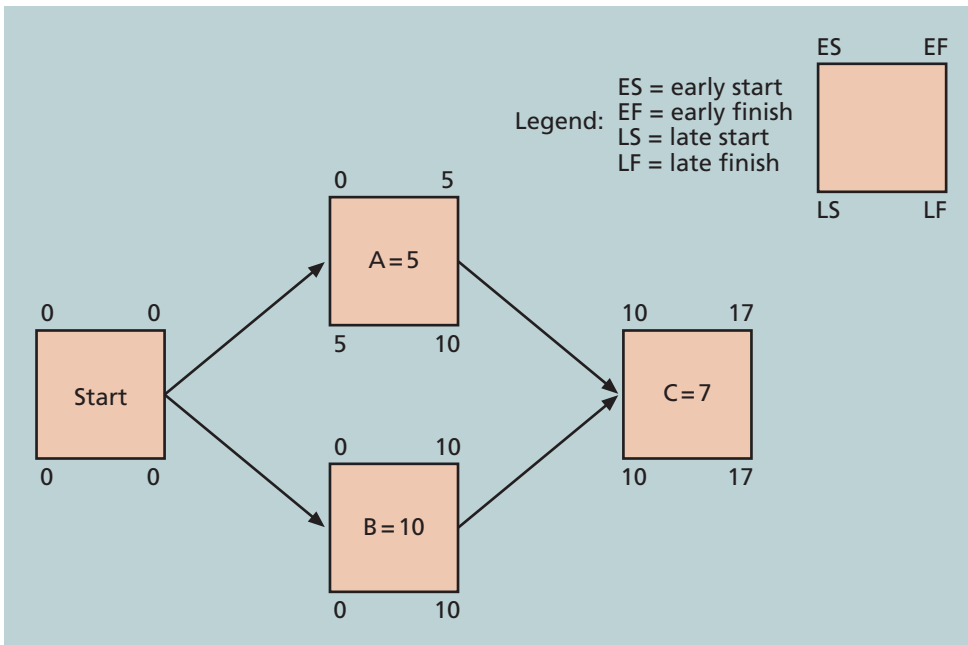 ES EF
Legend:
ES = early start
EF = early finish
LS = late start
LF = late finish
LS LF
0 5
A = 5
5 10
0 0
Start
0 0
10 17
C = 7
10 17
0 10
B = 10
0 10